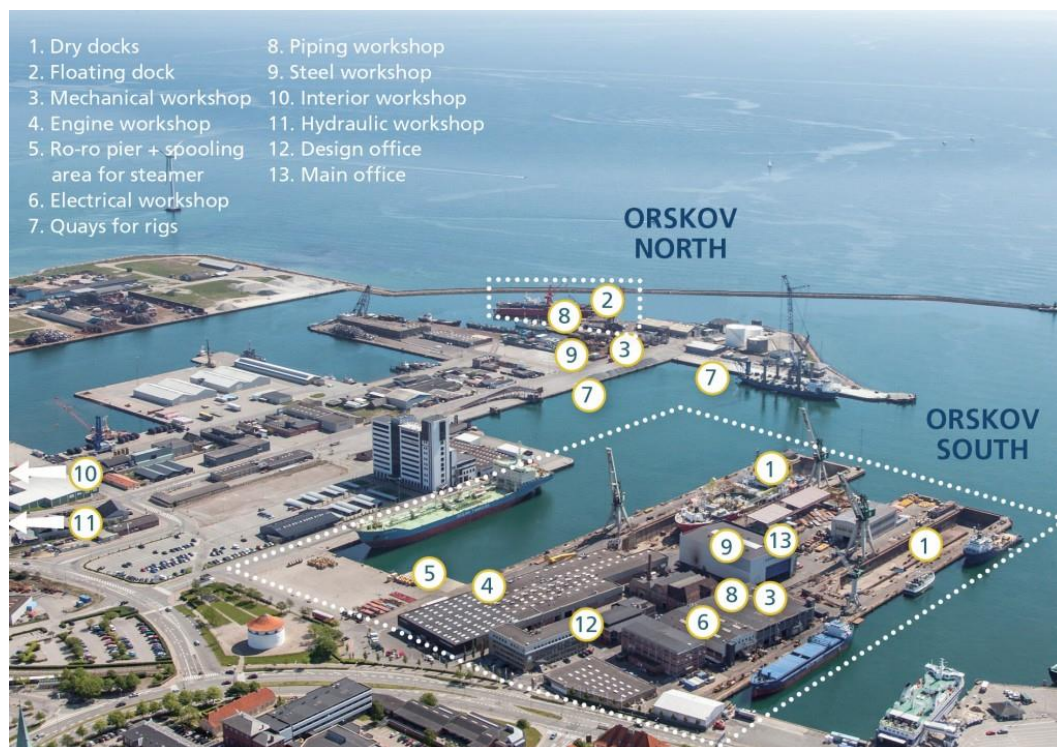 1. Dry docks
2. Floating dock
3. Mechanical workshop
4. Engine workshop
5. Ro-ro pier + spooling
area for steamer
6. Electrical workshop
7. Quays for rigs
8. Piping workshop
9. Steel workshop
10. Interior workshop
11. Hydraulic workshop
12. Design office
13. Main office
ORSKOV
NORTH
2
8
3
9
7
7
ORSKOV
SOUTH
10
11
1
1
9
13
5
4
8
3
12
6